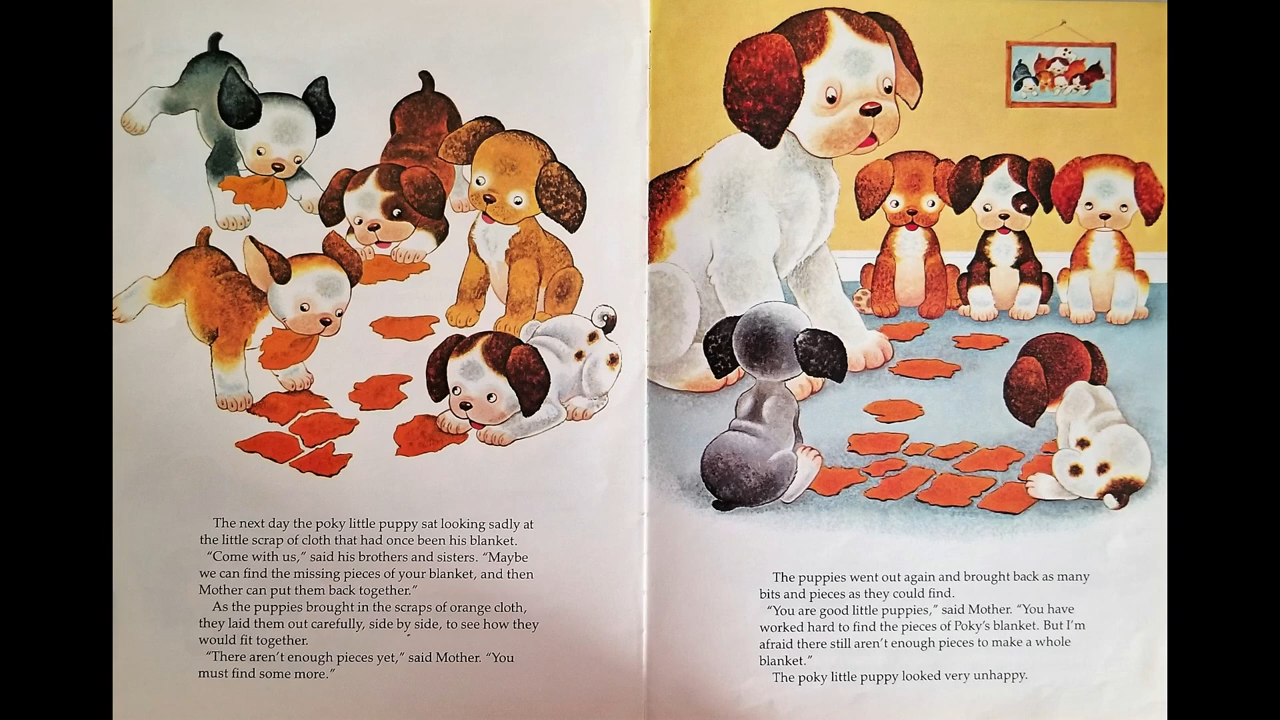 The next day the poky little puppy sat looking sadly at
the little scrap of cloth that had once been his blanket.
“Come with us,” said his brothers and sisters. “Maybe
we can find the missing pieces of your blanket, and then
Mother can put them back together.”
As the puppies brought in the scraps of orange cloth,
they laid them out carefully, side by side, to see how they
would fit together.
“There aren’t enough pieces yet,” said Mother. “You
must find some more.”
The puppies went out again and brought back as many
bits and pieces as they could find.
“You are good little puppies,” said Mother. “You have
worked hard to find the pieces of Poky’s blanket. But I’m
afraid there still aren’t enough pieces to make a whole
blanket.”
The poky little puppy looked very unhappy.